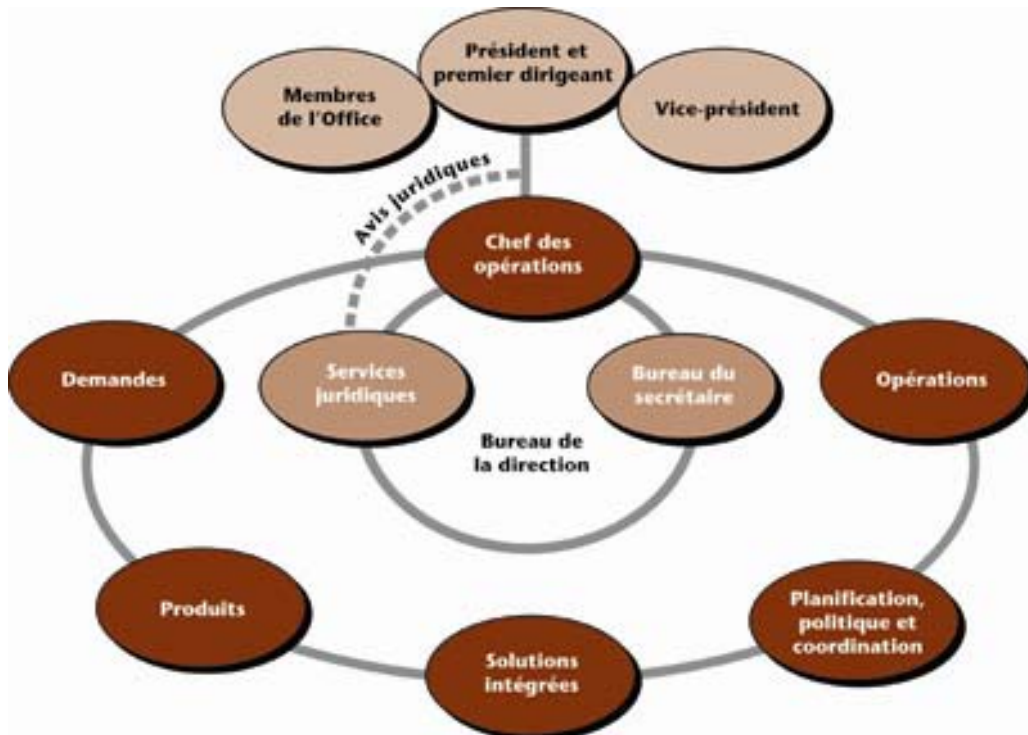 Président et
premier dirigeant
Membres
de l'Office
Vice-président
Avis juridiques
Chef des
opérations
Demandes
Services
juridiques
Bureau du
secrétaire
Opérations
Bureau de
la direction
Produits
Solutions
intégrées
Planification,
politique et
coordination